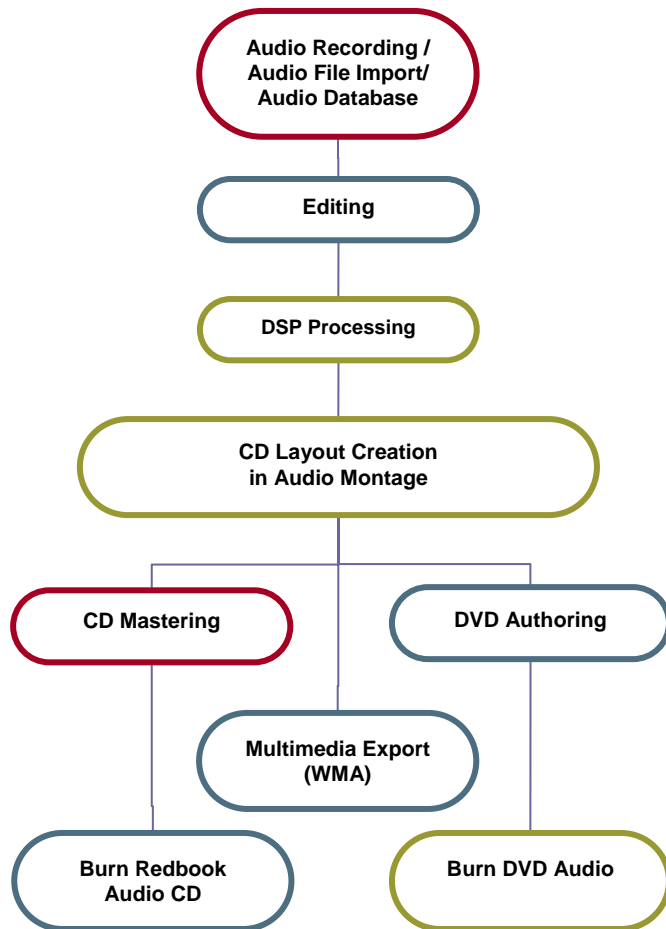 Audio Recording /
Audio File Import/
Audio Database
Editing
DSP Processing
CD Layout Creation
in Audio Montage
CD Mastering
DVD Authoring
Multimedia Export
(WMA)
Burn Redbook
Audio CD
Burn DVD Audio